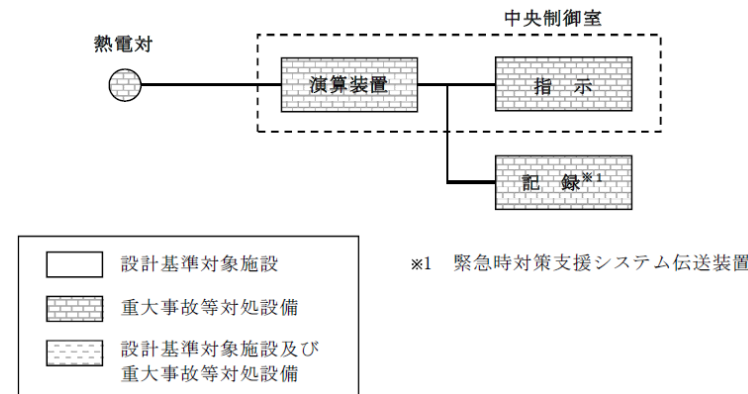 中央制御室
熱電対
演算装置
指 示
記 録※1
設計基準対象施設
※1 緊急時対策支援システム伝送装置
重大事故等対処設備
設計基準対象施設及び
重大事故等対処設備